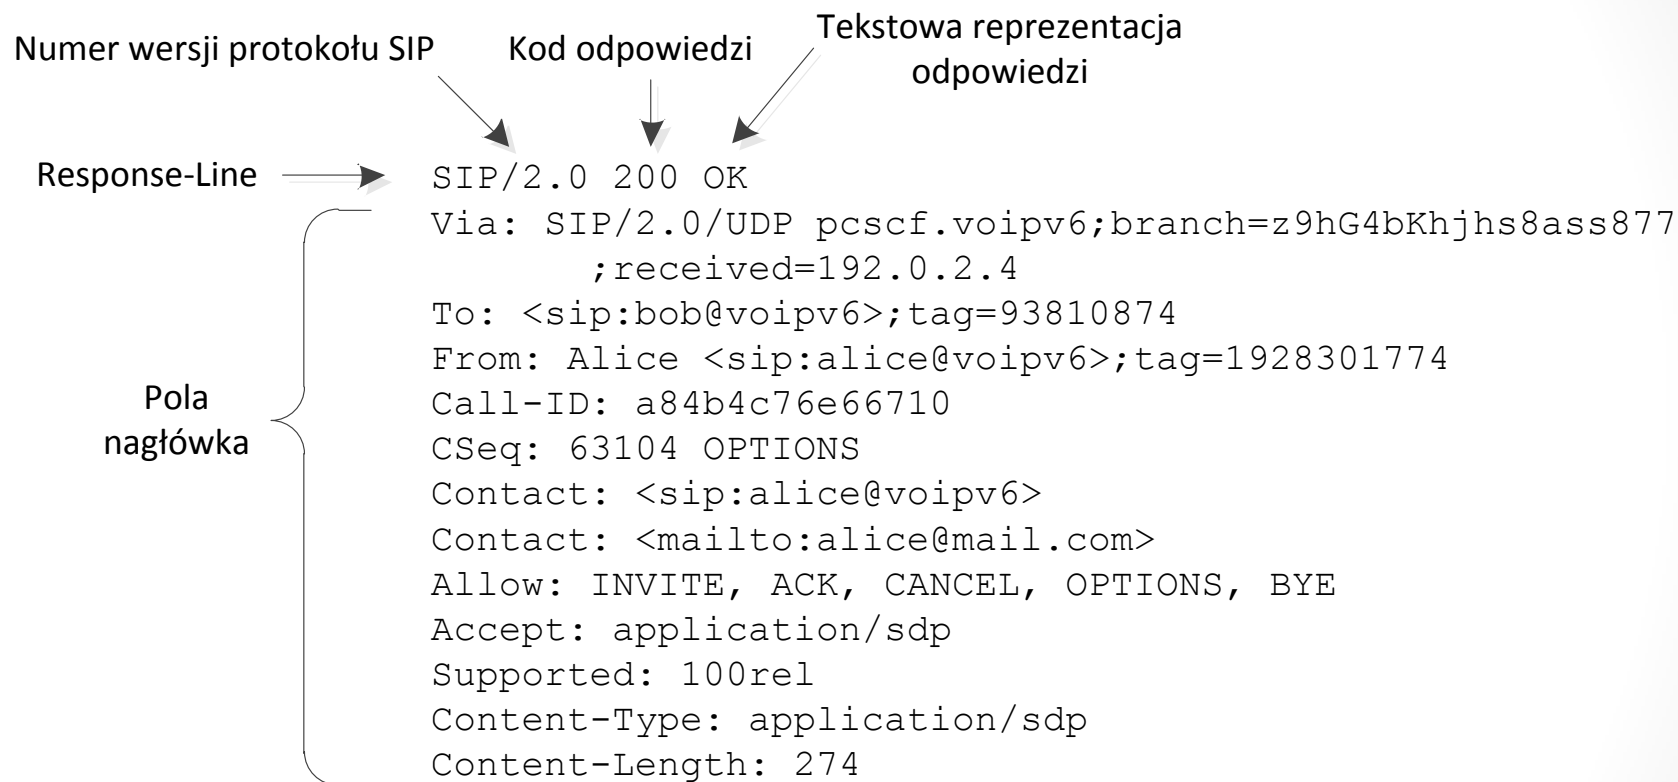 Numer wersji protokołu SIP
Kod odpowiedzi
Tekstowa reprezentacja
odpowiedzi
Response-Line
SIP/2.0 200 OK
Via: SIP/2.0/UDP pcscf.voipv6;branch=z9hG4bKhjhs8ass877
;received=192.0.2.4
To: <sip:bob@voipv6>;tag=93810874
From: Alice <sip:alice@voipv6>;tag=1928301774
Pola
nagłówka
Call-ID: a84b4c76e66710
CSeq: 63104 OPTIONS
Contact: <sip:alice@voipv6>
Contact: <mailto:alice@mail.com>
Allow: INVITE, ACK, CANCEL, OPTIONS, BYE
Accept: application/sdp
Supported: 100rel
Content-Type: application/sdp
Content-Length: 274